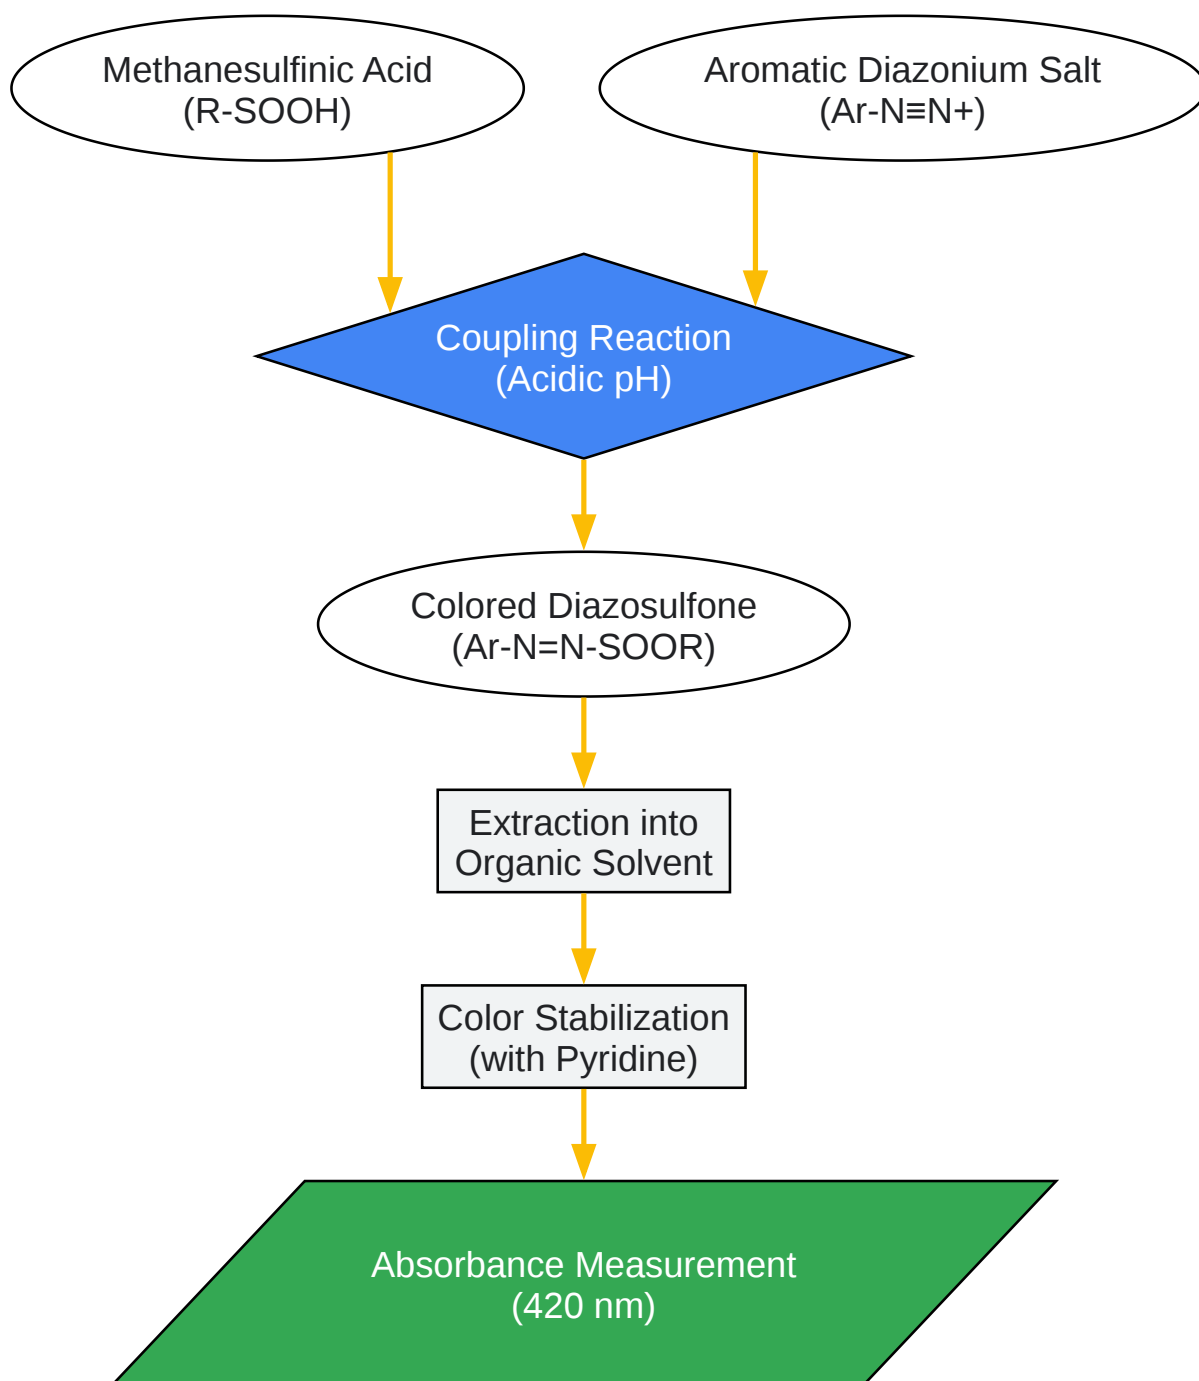 Methanesulfinic Acid
(R-SOOH)
Aromatic Diazonium Salt
(Ar-N≡N+)
Coupling Reaction
(Acidic pH)
Colored Diazosulfone
(Ar-N=N-SOOR)
Extraction into
Organic Solvent
Color Stabilization
(with Pyridine)
Absorbance Measurement
(420 nm)